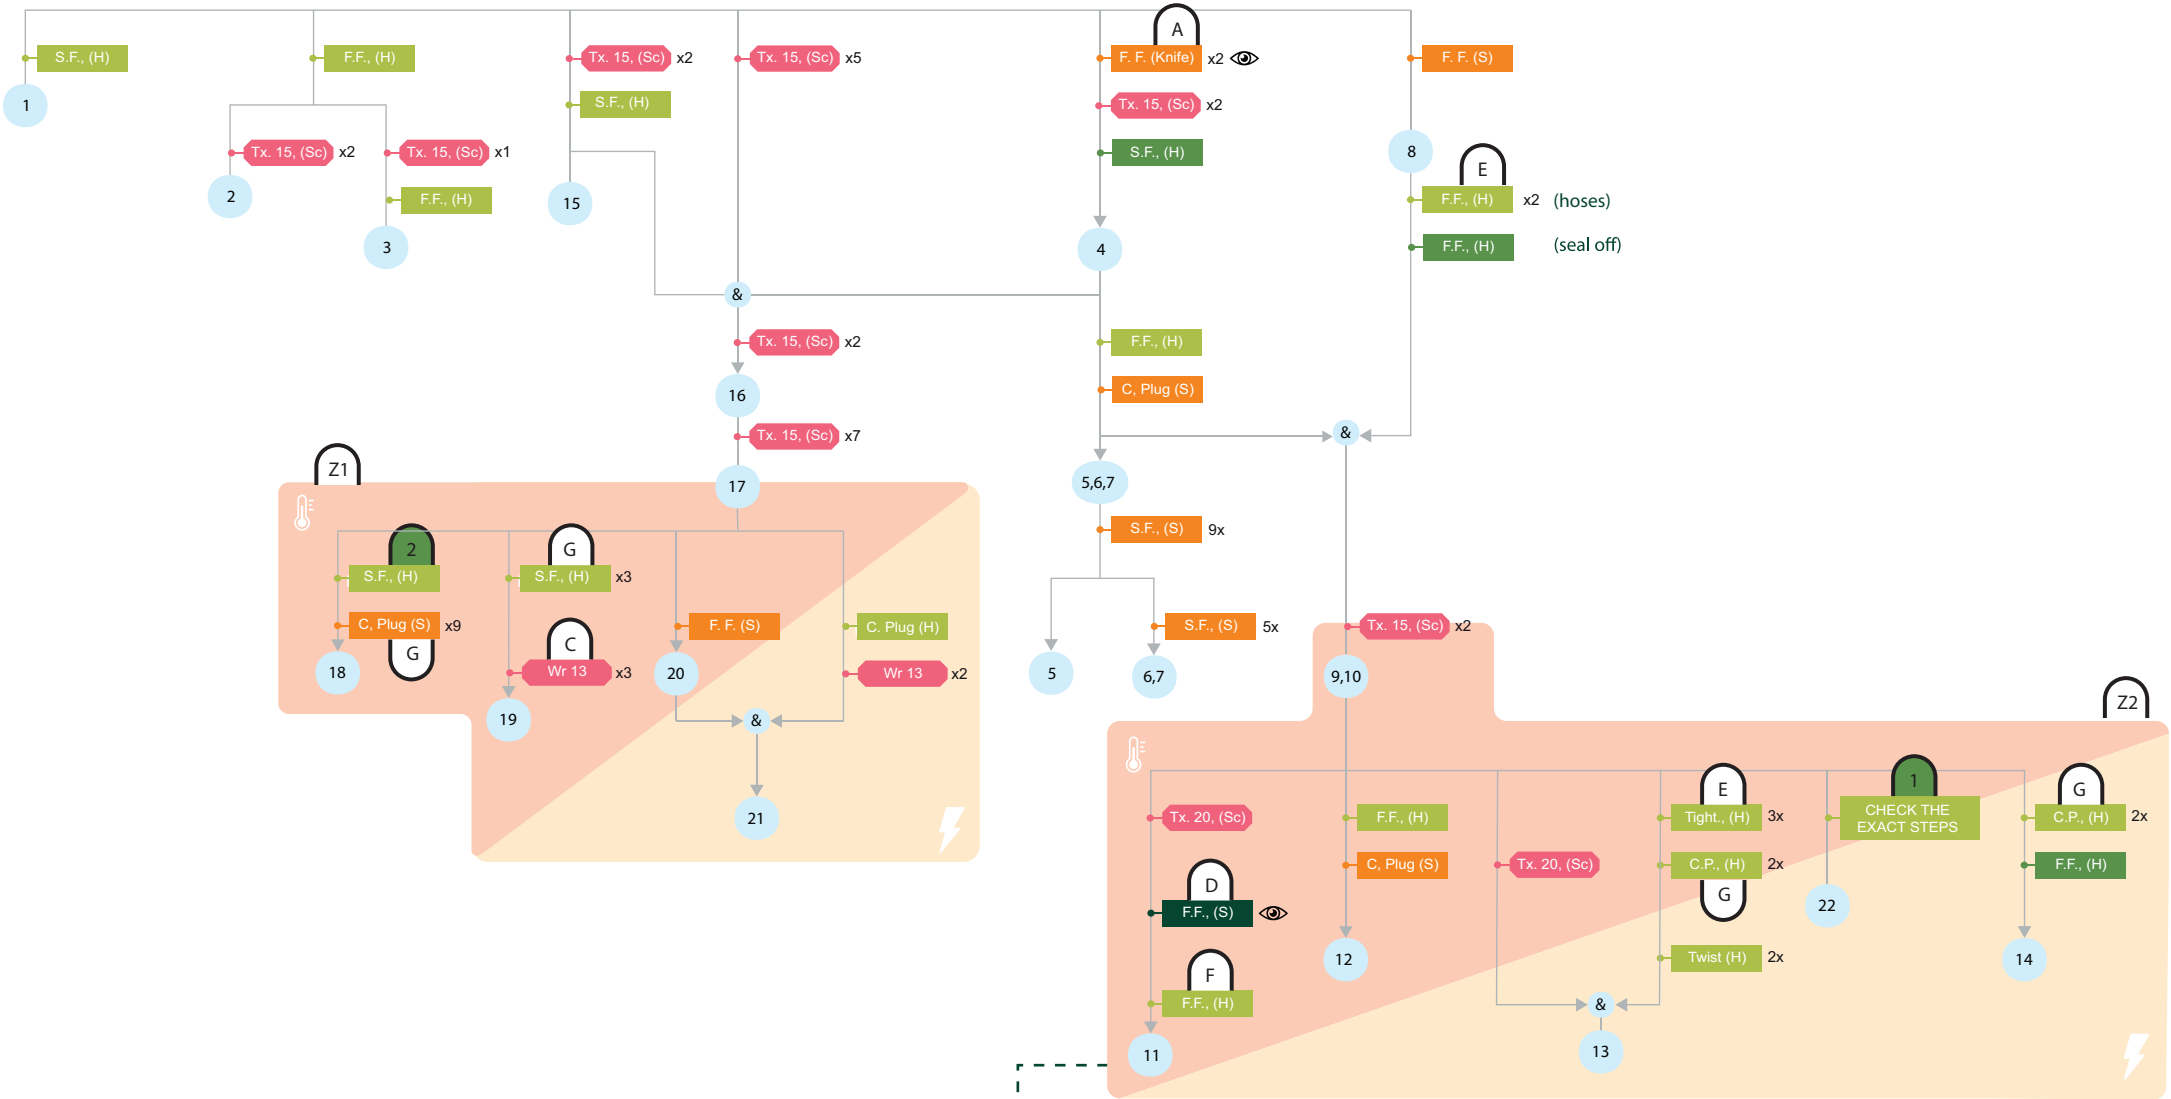 A
S.F., (H)
F.F., (H)
Tx. 15, (Sc) x2
Tx. 15, (Sc) x5
F. F. (Knife) x2
F. F. (S)
1
S.F., (H)
Tx. 15, (Sc) x2
Tx. 15, (Sc) x2
Tx. 15, (Sc) x1
S.F., (H)
8
E
2
F.F., (H)
15
F.F., (H) x2 (hoses)
3
4
F.F., (H) (seal off)
&
Tx. 15, (Sc) x2
F.F., (H)
16
C, Plug (S)
Tx. 15, (Sc) x7
&
Z1
17
5,6,7
S.F., (S) 9x
2
G
S.F., (H)
S.F., (H) x3
C, Plug (S) x9
F. F. (S)
C. Plug (H)
S.F., (S) 5x
Tx. 15, (Sc) x2
G
C
18
Wr 13 x3
20
Wr 13 x2
5
6,7
9,10
19
&
Z2
21
E
1
G
Tx. 20, (Sc)
F.F., (H)
Tight., (H) 3x
CHECK THE
EXACT STEPS
C.P., (H) 2x
C, Plug (S)
Tx. 20, (Sc)
C.P., (H) 2x
F.F., (H)
D
G
22
F.F., (S)
12
Twist (H) 2x
14
F
F.F., (H)
&
11
13